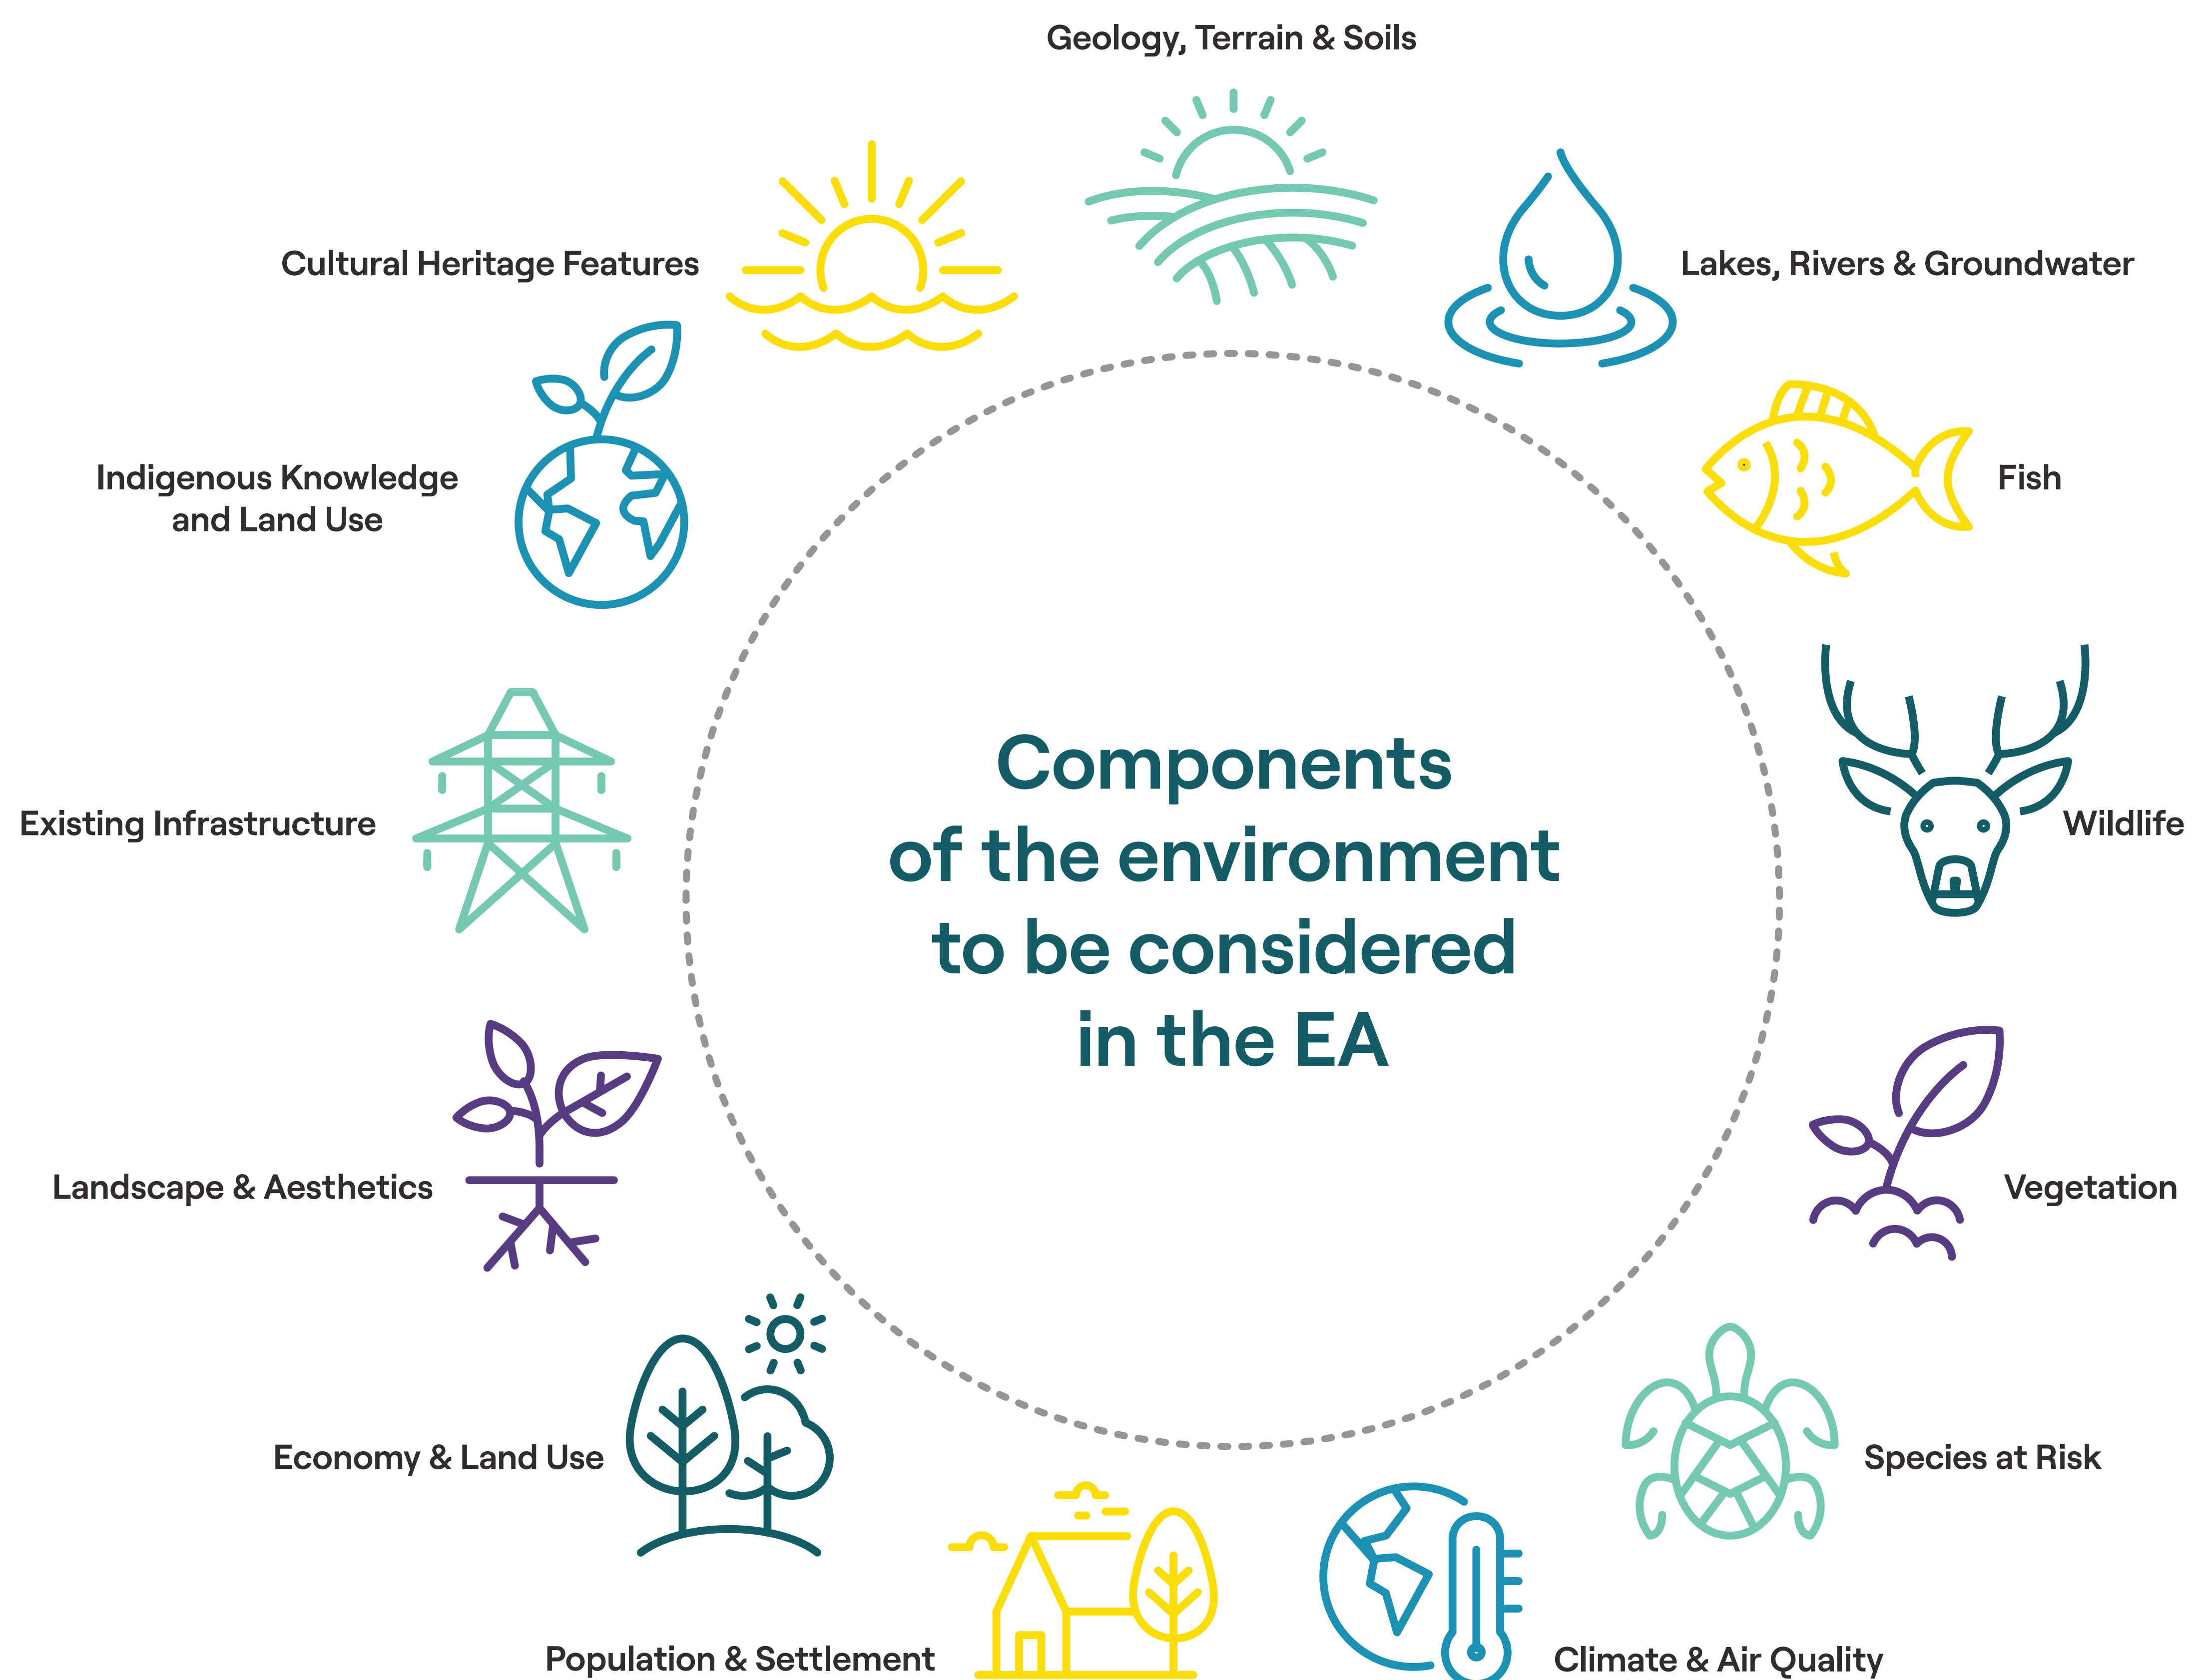 Geology, Terrain & Soils
Cultural Heritage Features
Lakes, Rivers & Groundwater
Indigenous Knowledge
and Land Use
Fish
Existing Infrastructure
Wildlife
Components
of the environment
to be considered
in the EA
Landscape & Aesthetics
Vegetation
Economy & Land Use
Species at Risk
Population & Settlement
Climate & Air Quality